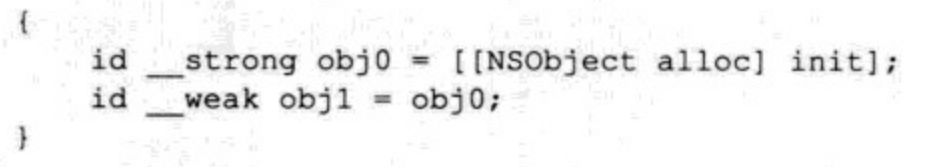 {
    id __strong obj0 = [[NSObject alloc] init];
    id __weak obj1 = obj0;
}